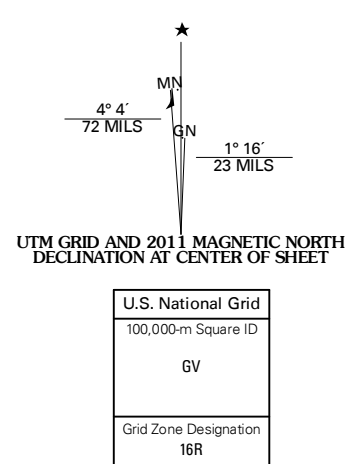 ★
MN
4° 4´
72 MILS
GN
1° 16´
23 MILS
UTM GRID AND 2011 MAGNETIC NORTH
DECLINATION AT CENTER OF SHEET
U.S. National Grid
100,000-m Square ID
GV
Grid Zone Designation
16R